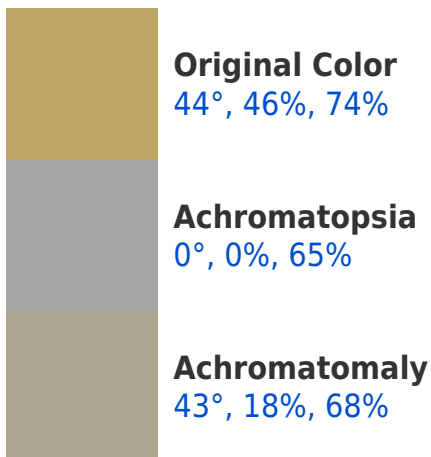 Original Color
44°, 46%, 74%
Achromatopsia
0°, 0%, 65%
Achromatomaly
43°, 18%, 68%